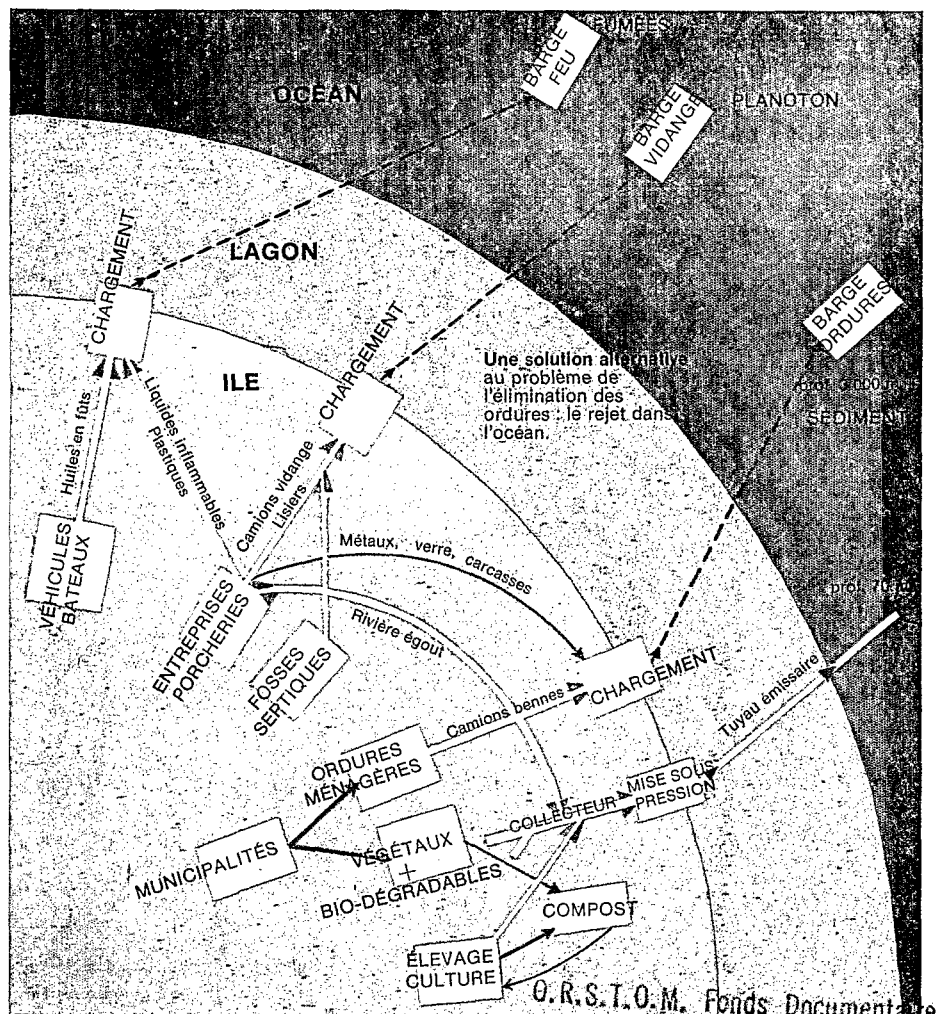 FUMÉES
BARGE
FEU
OCÉAN
BARGE
VIDANGE
PLANOTON
CHARGEMENT
LAGON
BARGE
ORDURES
CHARGEMENT
ILE
Une solution alternative
au problème de
l'élimination des
ordures : le rejet dans
l'océan.
prof.
SÉDIMENT
Huiles en fûts
Liquides inflammables
Plastiques
Camions vidange
Lisiers
VÉHICULES
BATEAUX
Métaux, verre, carcasses
prof.
ENTREPRISES
PORCHERIES
Rivière égout
FOSSES
SEPTIQUES
CHARGEMENT
Camions bennes
Tuyau émissaire
ORDURES
MÉNAGÈRES
MISE SOUS
PRESSION
COLLECTEUR
MUNICIPALITÉS
VÉGÉTAUX
+
BIO-DÉGRADABLES
COMPOST
ÉLEVAGE
CULTURE
O.R.S.T.O.M. Fonds Documentaire